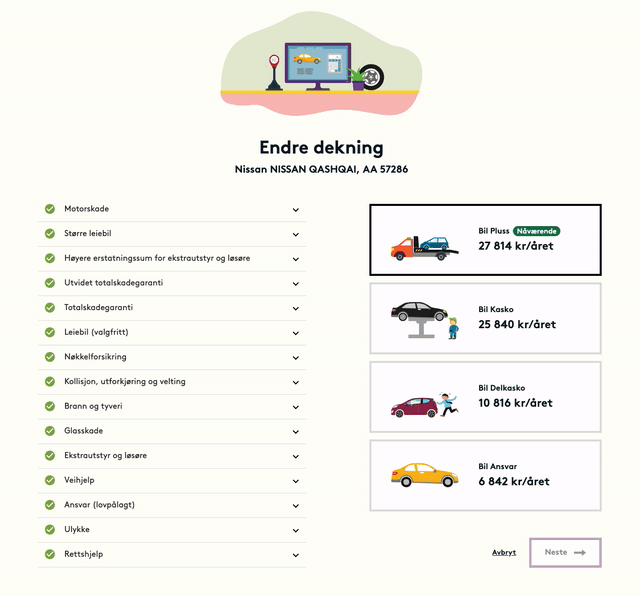 Endre dekning
Nissan NISSAN QASHQAI, AA 57286
Motorskade
Større leiebil
Høyere erstatningssum for ekstrautstyr og løsøre
Utvidet totalskadegaranti
Totalskadegaranti
Leiebil (valgfritt)
Nøkkelforsikring
Kollisjon, utforkjøring og velting
Brann og tyveri
Glasskade
Ekstrautstyr og løsøre
Veihjelp
Ansvar (lovpålagt)
Ulykke
Rettshjelp
Bil Pluss Nåværende
27 814 kr/året
Bil Kasko
25 840 kr/året
Bil Delkasko
10 816 kr/året
Bil Ansvar
6 842 kr/året
Avbryt
Neste